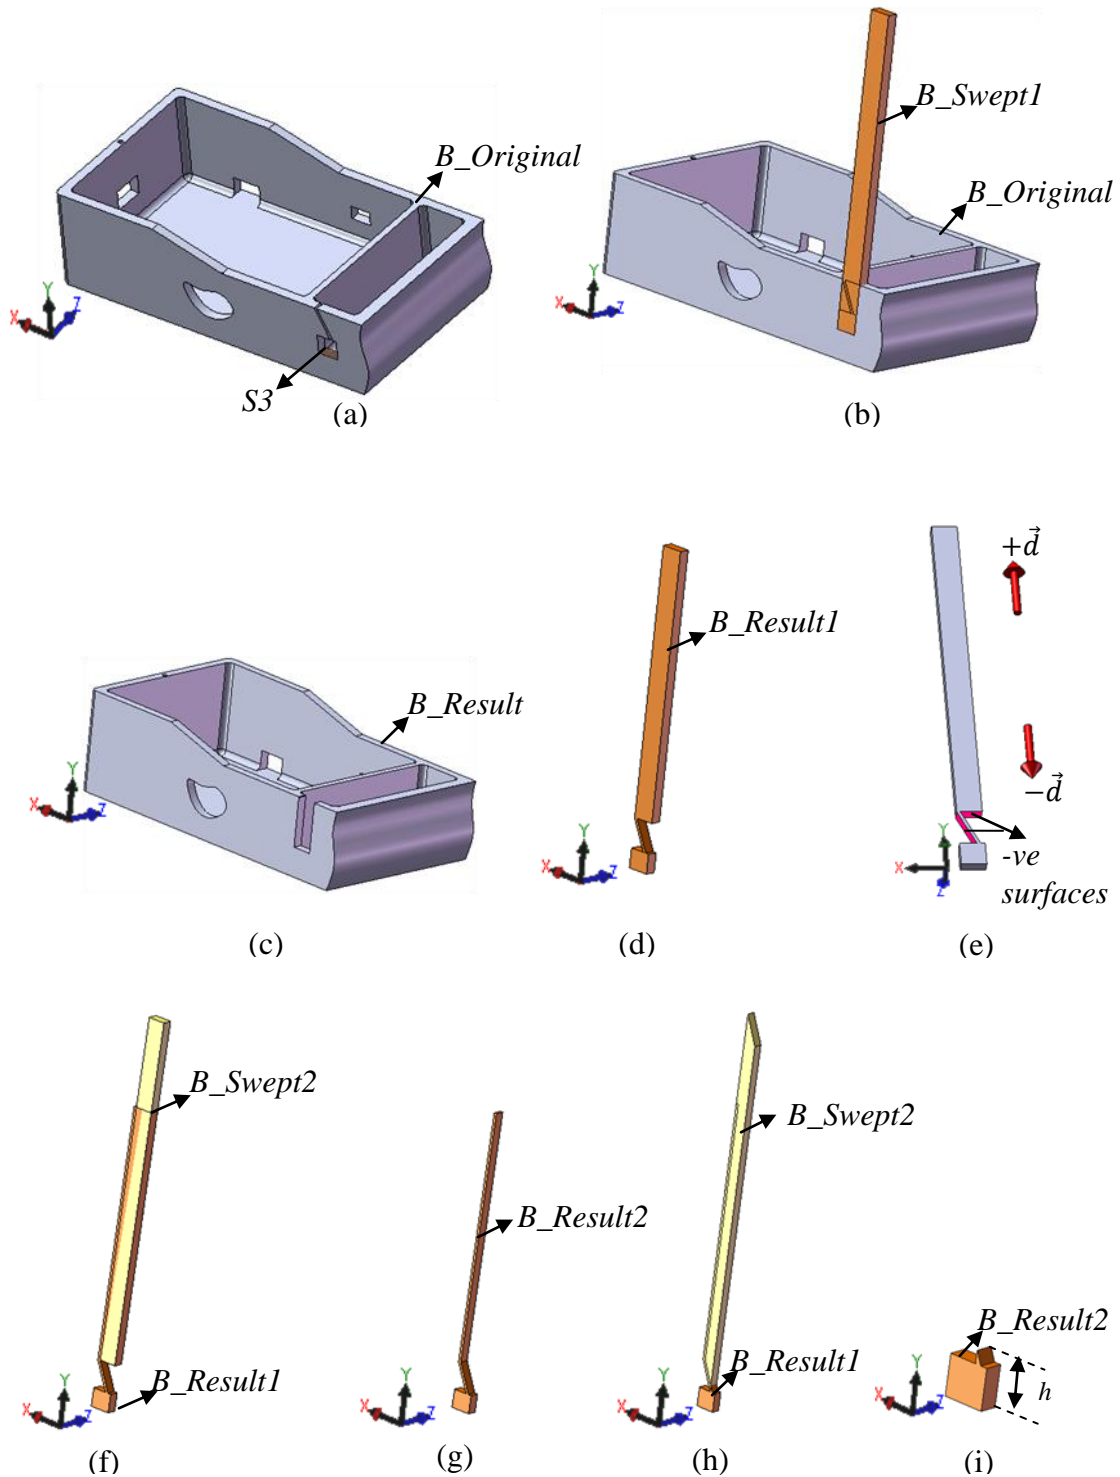 B_Original
Y
X
Z
S3
(a)
B_Swept1
B_Original
Y
X
Z
(b)
B_Result
Y
X
Z
(c)
B_Result1
Y
X
Z
(d)
+d⃗
−d⃗
-ve
surfaces
Y
X
Z
(e)
B_Swept2
B_Result1
Y
X
Z
(f)
B_Result2
Y
X
Z
(g)
B_Swept2
B_Result1
Y
X
Z
(h)
B_Result2
h
Y
X
Z
(i)